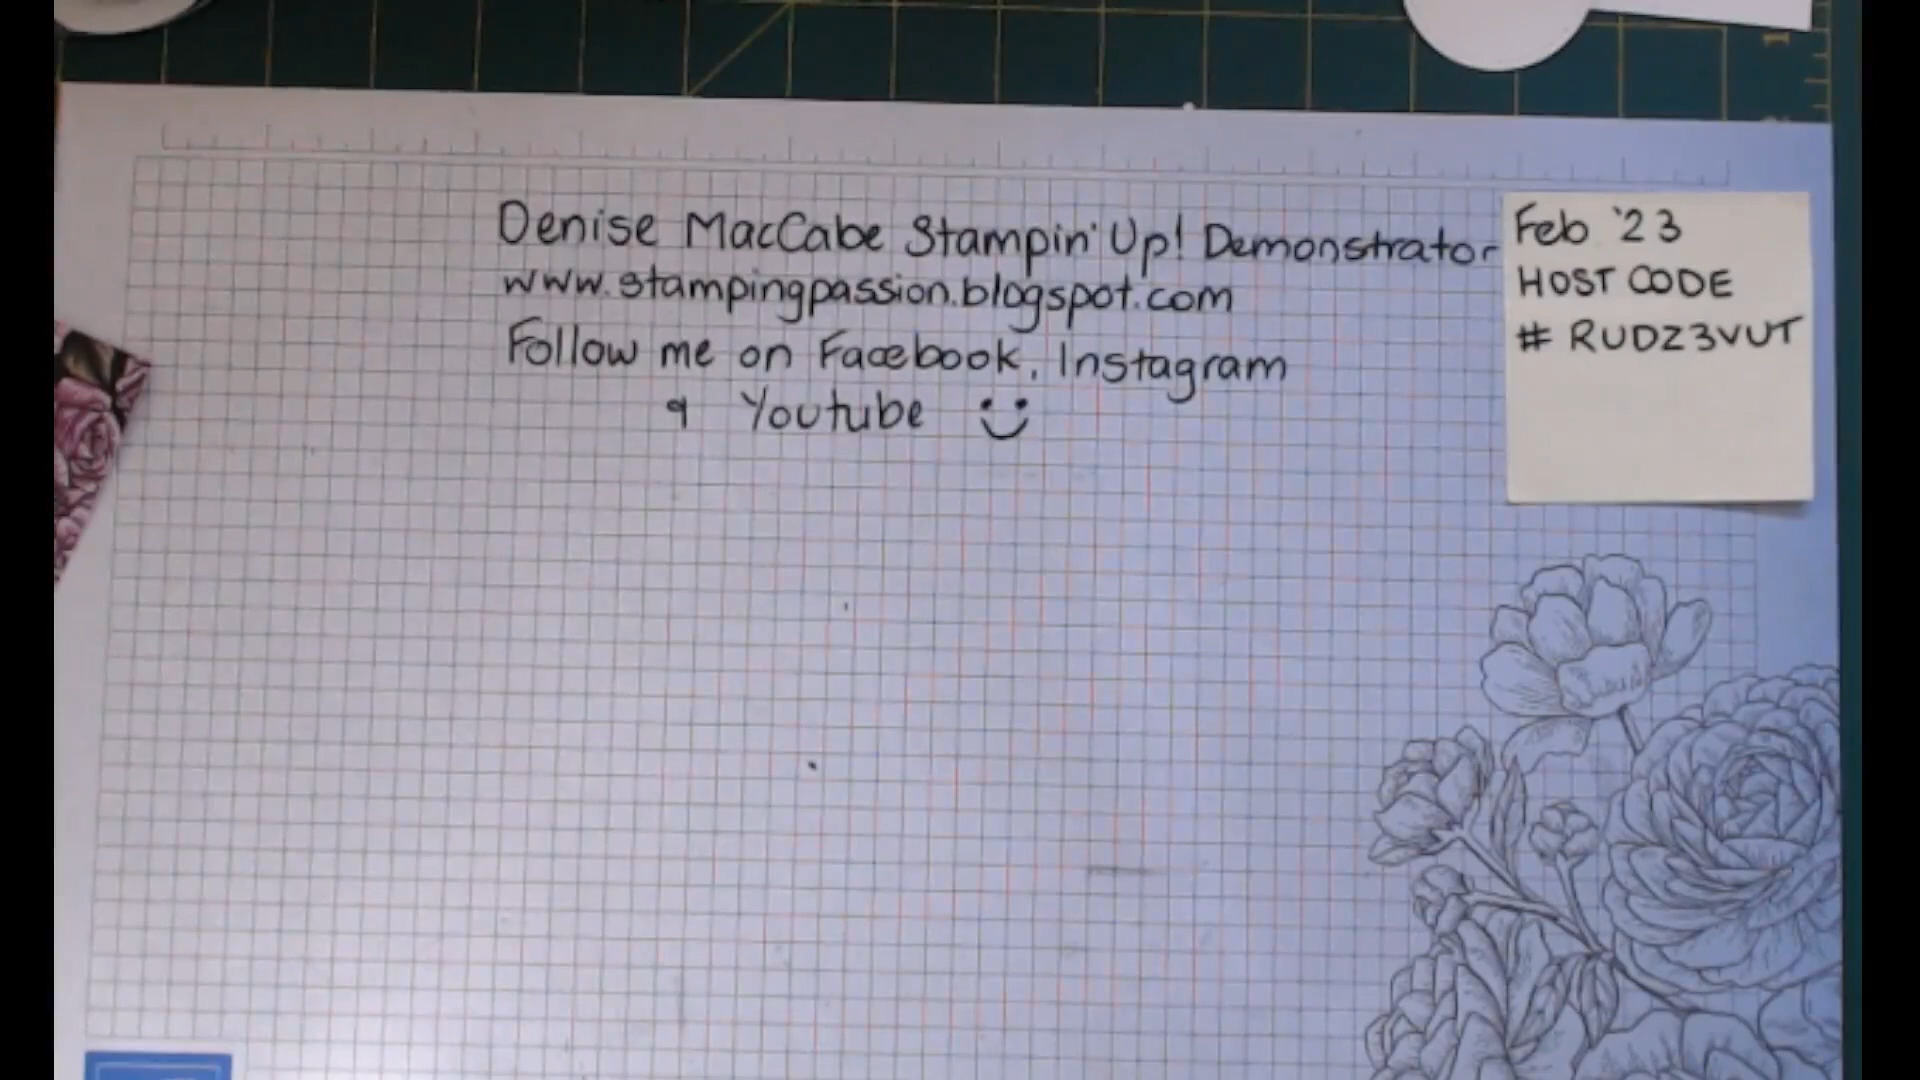 Denise MacCabe Stampin' Up! Demonstrator
www.stampingpassion.blogspot.com
Follow me on Facebook, Instagram
& Youtube
Feb '23
HOST CODE
# RUDZ3VUT